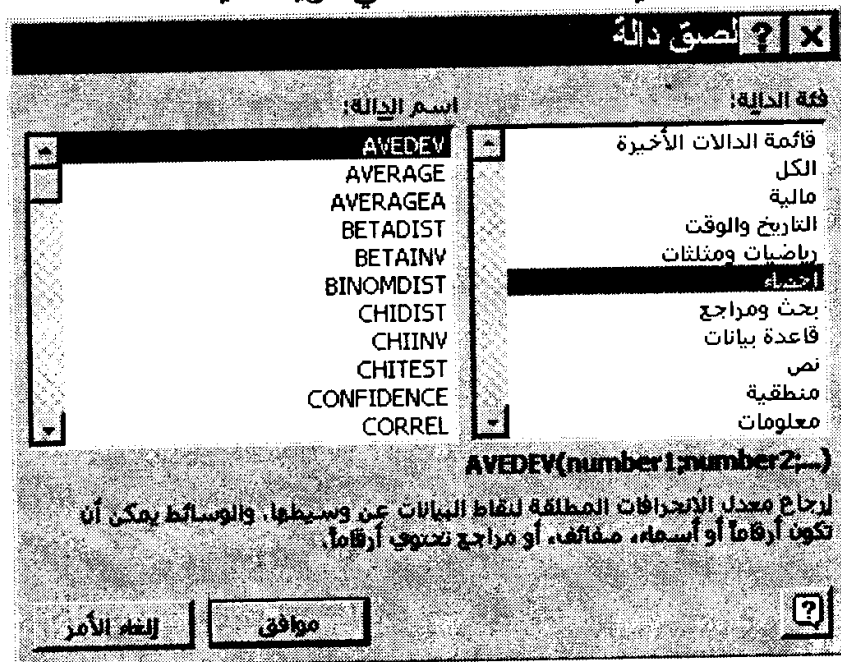 لصق دالة
فئة الدالة:
قائمة الدالات الأخيرة
الكل
مالية
التاريخ والوقت
رياضيات ومثلثات
احصاء
بحث ومراجع
قاعدة بيانات
نص
منطقية
معلومات
اسم الدالة:
AVEDEV
AVERAGE
AVERAGEA
BETADIST
BETAINV
BINOMDIST
CHIDIST
CHIINV
CHITEST
CONFIDENCE
CORREL
AVEDEV(number1;number2;...)
إرجاع معدل الانحرافات المطلقة لنقاط البيانات عن وسيطها. والوسائط يمكن أن
تكون أرقاماً أو أسماء، صفائف، أو مراجع تحتوي أرقاماً.
موافق
إلغاء الأمر